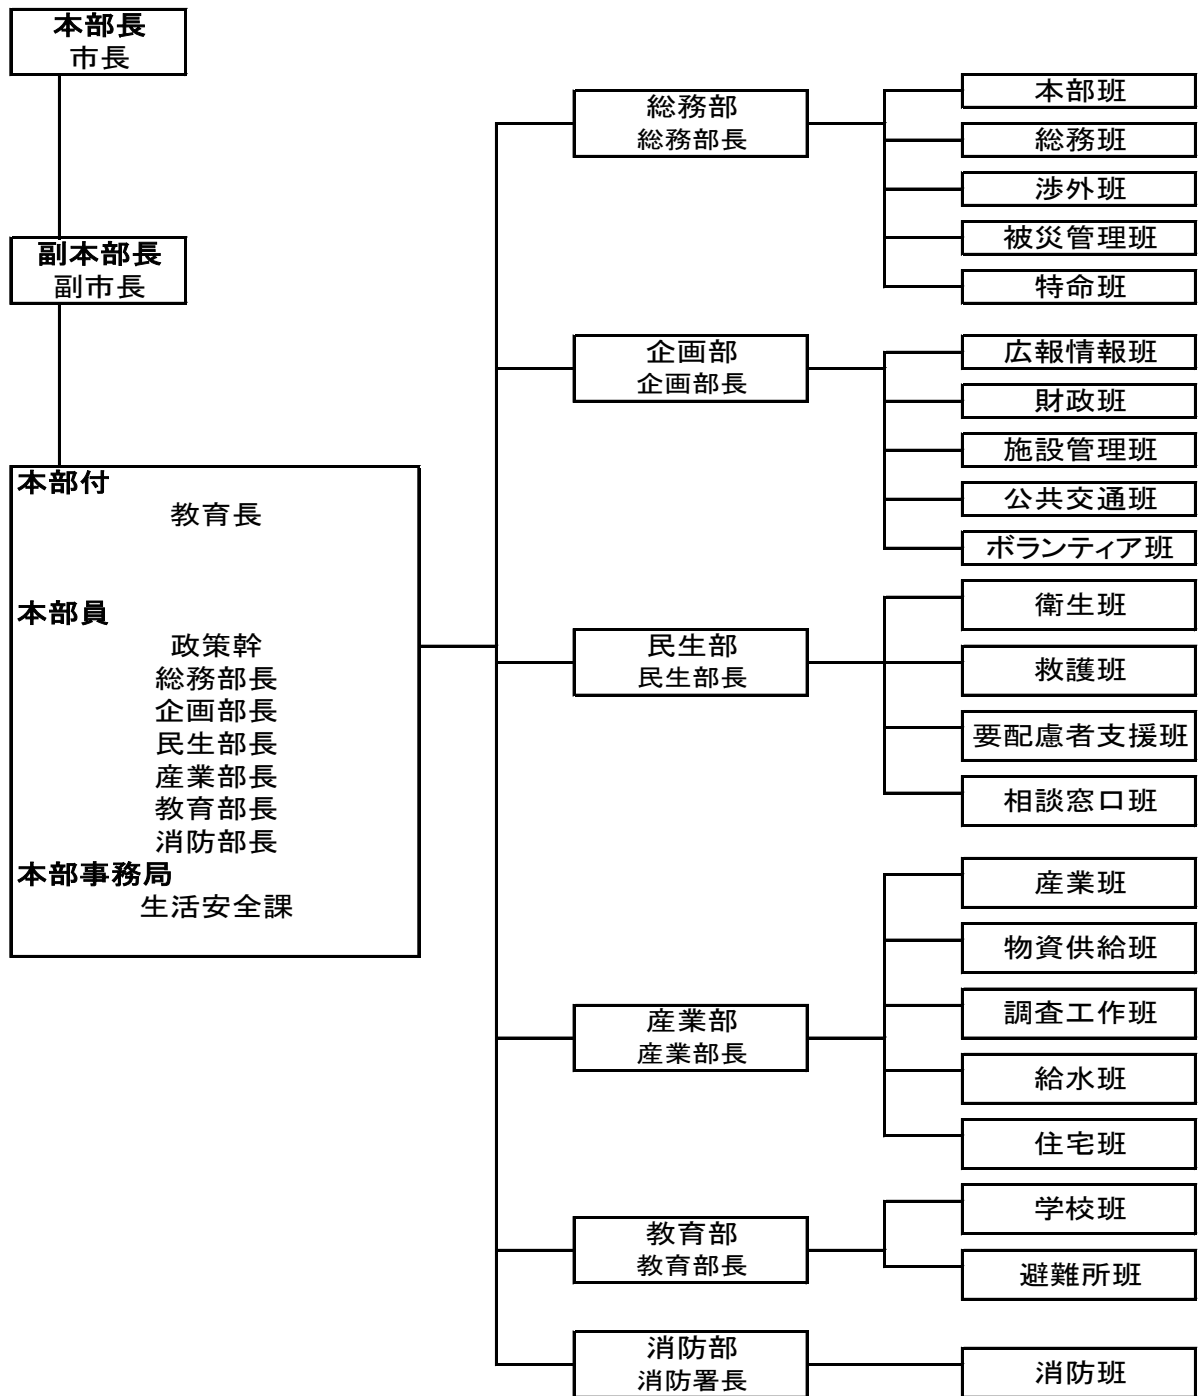 本部長
市長
副本部長
副市長
本部付
教育長
本部員
政策幹
総務部長
企画部長
民生部長
産業部長
教育部長
消防部長
本部事務局
生活安全課
総務部
総務部長
本部班
総務班
渉外班
被災管理班
特命班
企画部
企画部長
広報情報班
財政班
施設管理班
公共交通班
ボランティア班
民生部
民生部長
衛生班
救護班
要配慮者支援班
相談窓口班
産業部
産業部長
産業班
物資供給班
調査工作班
給水班
住宅班
教育部
教育部長
学校班
避難所班
消防部
消防署長
消防班